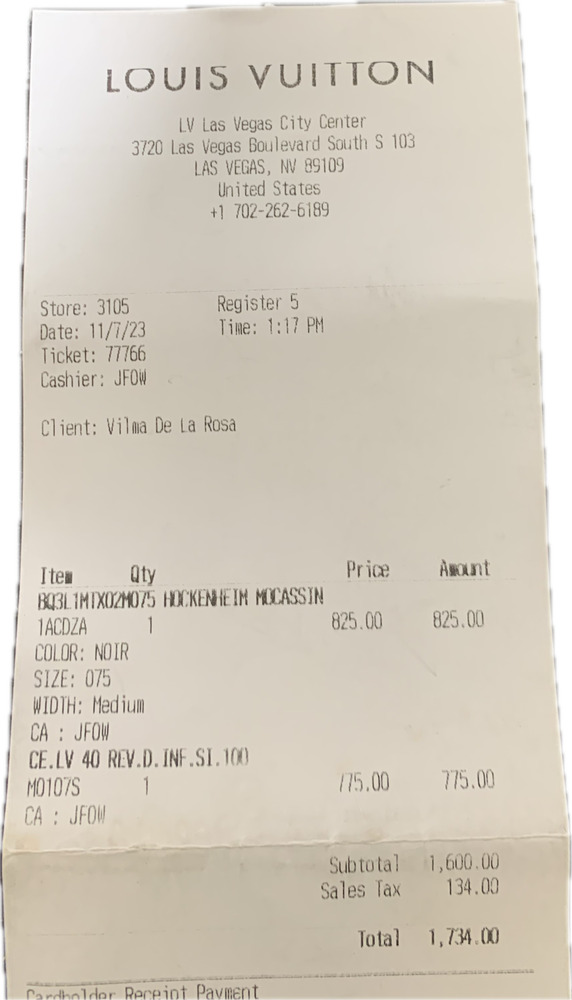 LOUIS VUITTON
LV Las Vegas City Center
3720 Las Vegas Boulevard South S 103
LAS VEGAS, NV 89109
United States
+1 702-262-6189
Store: 3105 Register 5
Date: 11/7/23 Time: 1:17 PM
Ticket: 77766
Cashier: JFOW
Client: Vilma De La Rosa
Item Qty Price Amount
BQ3L1MTX02M075 HOCKENHEIM MOCASSIN
1ACDZA 1 825.00 825.00
COLOR: NOIR
SIZE: 075
WIDTH: Medium
CA : JFOW
CE.LV 40 REV.D.INF.SI.100
M0107S 1 775.00 775.00
CA : JFOW
Subtotal 1,600.00
Sales Tax 134.00
Total 1,734.00
Cardholder Receipt Payment